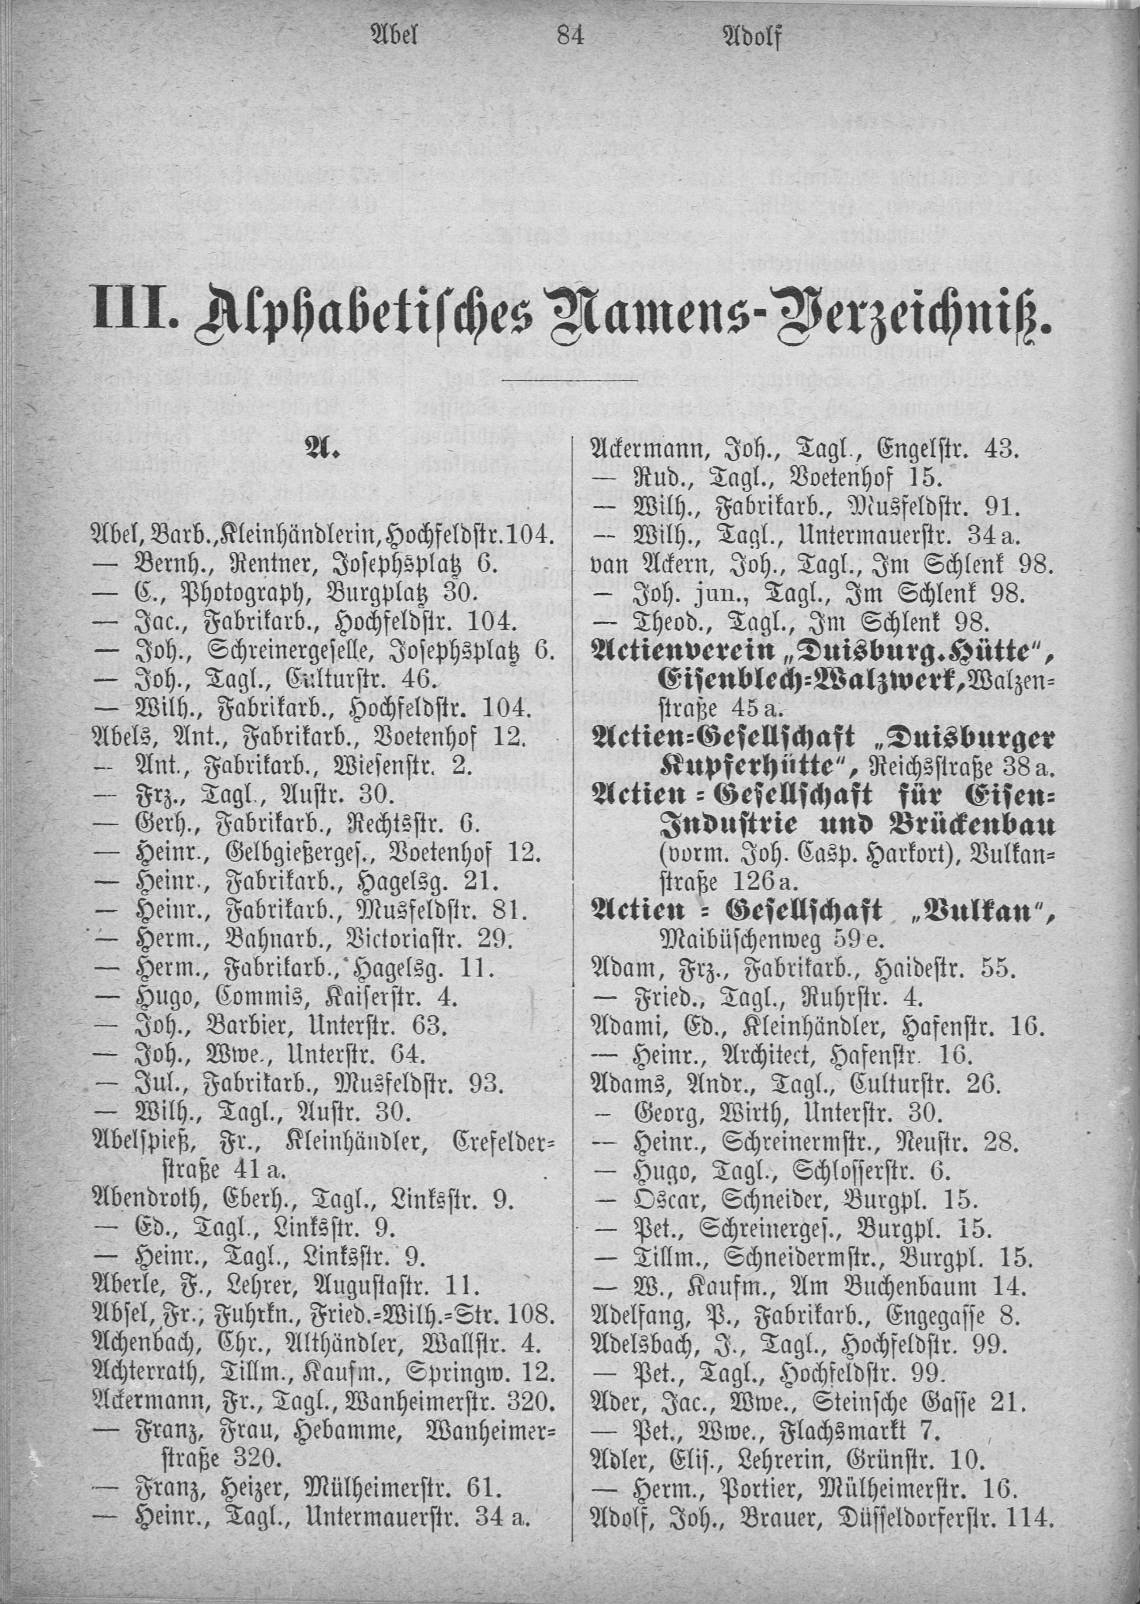 Abel 84 Adolf
III. Alphabetisches Namens-Verzeichniß.
A.
Abel, Barb., Kleinhändlerin, Hochfeldstr. 104.
— Bernh., Rentner, Josephsplatz 6.
— C., Photograph, Burgplatz 30.
— Jac., Fabrikarb., Hochfeldstr. 104.
— Joh., Schreinergeselle, Josephsplatz 6.
— Joh., Tagl., Culturstr. 46.
— Wilh., Fabrikarb., Hochfeldstr. 104.
Abels, Ant., Fabrikarb., Voetenhof 12.
— Ant., Fabrikarb., Wiesenstr. 2.
— Frz., Tagl., Austr. 30.
— Gerh., Fabrikarb., Rechtsstr. 6.
— Heinr., Gelbgießerges., Voetenhof 12.
— Heinr., Fabrikarb., Hagelsg. 21.
— Heinr., Fabrikarb., Musfeldstr. 81.
— Herm., Bahnarb., Victoriastr. 29.
— Herm., Fabrikarb., Hagelsg. 11.
— Hugo, Commis, Kaiserstr. 4.
— Joh., Barbier, Unterstr. 63.
— Joh., Wwe., Unterstr. 64.
— Jul., Fabrikarb., Musfeldstr. 93.
— Wilh., Tagl., Austr. 30.
Abelspieß, Fr., Kleinhändler, Crefelder-
straße 41 a.
Abendroth, Eberh., Tagl., Linksstr. 9.
— Ed., Tagl., Linksstr. 9.
— Heinr., Tagl., Linksstr. 9.
Aberle, F., Lehrer, Augustastr. 11.
Absel, Fr., Fuhrkn., Fried.-Wilh.-Str. 108.
Achenbach, Chr., Althändler, Wallstr. 4.
Achterrath, Tillm., Kaufm., Springw. 12.
Ackermann, Fr., Tagl., Wanheimerstr. 320.
— Franz, Frau, Hebamme, Wanheimer-
straße 320.
— Franz, Heizer, Mülheimerstr. 61.
— Heinr., Tagl., Untermauerstr. 34 a.
Ackermann, Joh., Tagl., Engelstr. 43.
— Rud., Tagl., Voetenhof 15.
— Wilh., Fabrikarb., Musfeldstr. 91.
— Wilh., Tagl., Untermauerstr. 34 a.
van Ackern, Joh., Tagl., Im Schlenk 98.
— Joh. jun., Tagl., Im Schlenk 98.
— Theod., Tagl., Im Schlenk 98.
Actienverein „Duisburg. Hütte“,
Eisenblech-Walzwerk, Walzen-
straße 45 a.
Actien-Gesellschaft „Duisburger
Kupferhütte“, Reichsstraße 38 a.
Actien-Gesellschaft für Eisen-
Industrie und Brückenbau
(vorm. Joh. Casp. Harkort), Vulkan-
straße 126 a.
Actien-Gesellschaft „Vulkan“,
Maibüschenweg 59 e.
Adam, Frz., Fabrikarb., Haidestr. 55.
— Fried., Tagl., Ruhrstr. 4.
Adami, Ed., Kleinhändler, Hafenstr. 16.
— Heinr., Architect, Hafenstr. 16.
Adams, Andr., Tagl., Culturstr. 26.
— Georg, Wirth, Unterstr. 30.
— Heinr., Schreinermstr., Neustr. 28.
— Hugo, Tagl., Schlosserstr. 6.
— Oscar, Schneider, Burgpl. 15.
— Pet., Schreinerges., Burgpl. 15.
— Tillm., Schneidermstr., Burgpl. 15.
— W., Kaufm., Am Buchenbaum 14.
Adelfang, P., Fabrikarb., Engegasse 8.
Adelsbach, J., Tagl., Hochfeldstr. 99.
— Pet., Tagl., Hochfeldstr. 99.
Ader, Jac., Wwe., Steinsche Gasse 21.
— Pet., Wwe., Flachsmarkt 7.
Adler, Elis., Lehrerin, Grünstr. 10.
— Herm., Portier, Mülheimerstr. 16.
Adolf, Joh., Brauer, Düsseldorferstr. 114.